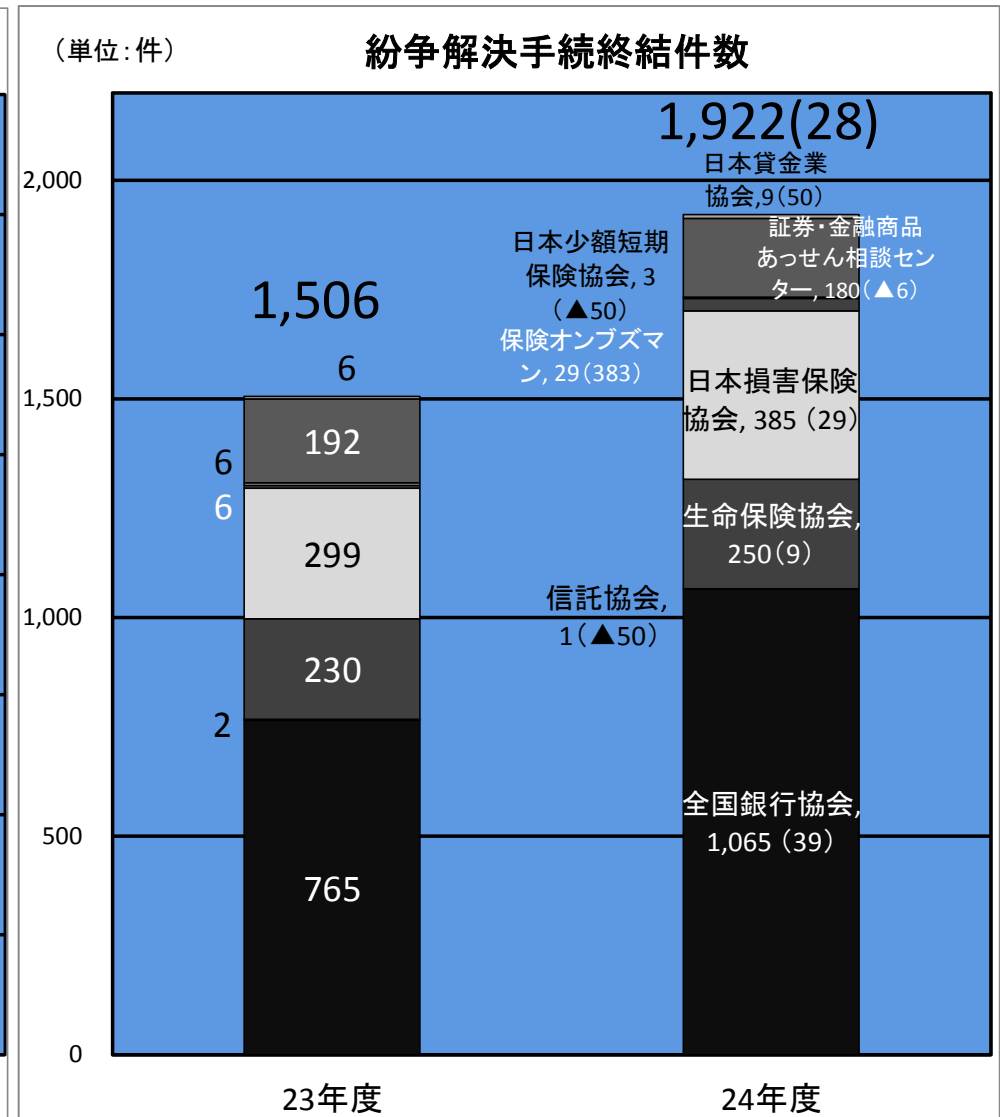 （単位：件）
紛争解決手続終結件数
1,922(28)
日本貸金業
協会,9（50）
2,000
証券・金融商品
あっせん相談セン
ター, 180（▲6）
日本少額短期
保険協会, 3
（▲50）
保険オンブズマ
ン, 29（383）
1,506
6
1,500
日本損害保険
協会, 385（29）
192
6
6
299
生命保険協会,
250（9）
信託協会,
1（▲50）
1,000
230
2
全国銀行協会,
1,065（39）
500
765
0
23年度
24年度